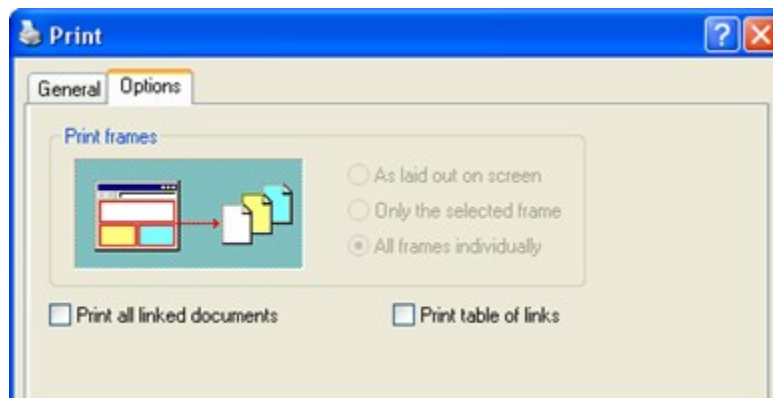 Print
General Options
Print frames
As laid out on screen
Only the selected frame
All frames individually
Print all linked documents Print table of links